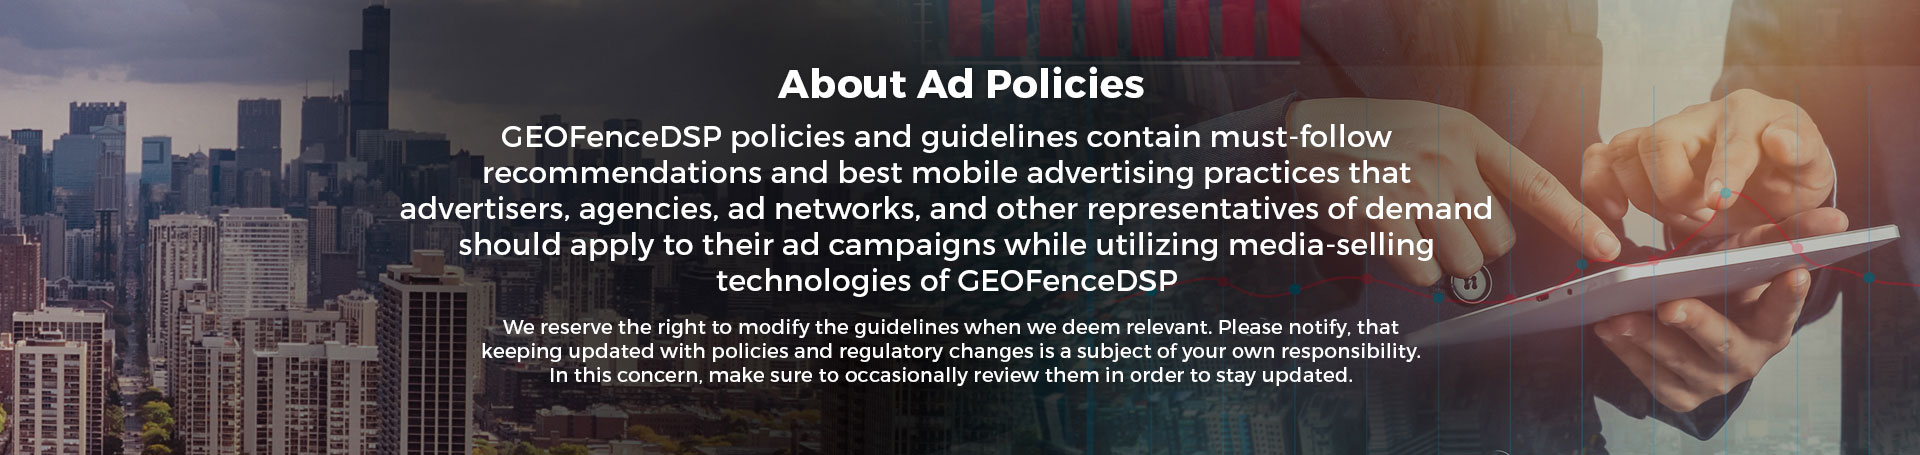 About Ad Policies
GEOFenceDSP policies and guidelines contain must-follow
recommendations and best mobile advertising practices that
advertisers, agencies, ad networks, and other representatives of demand
should apply to their ad campaigns while utilizing media-selling
technologies of GEOFenceDSP
We reserve the right to modify the guidelines when we deem relevant. Please notify, that
keeping updated with policies and regulatory changes is a subject of your own responsibility.
In this concern, make sure to occasionally review them in order to stay updated.